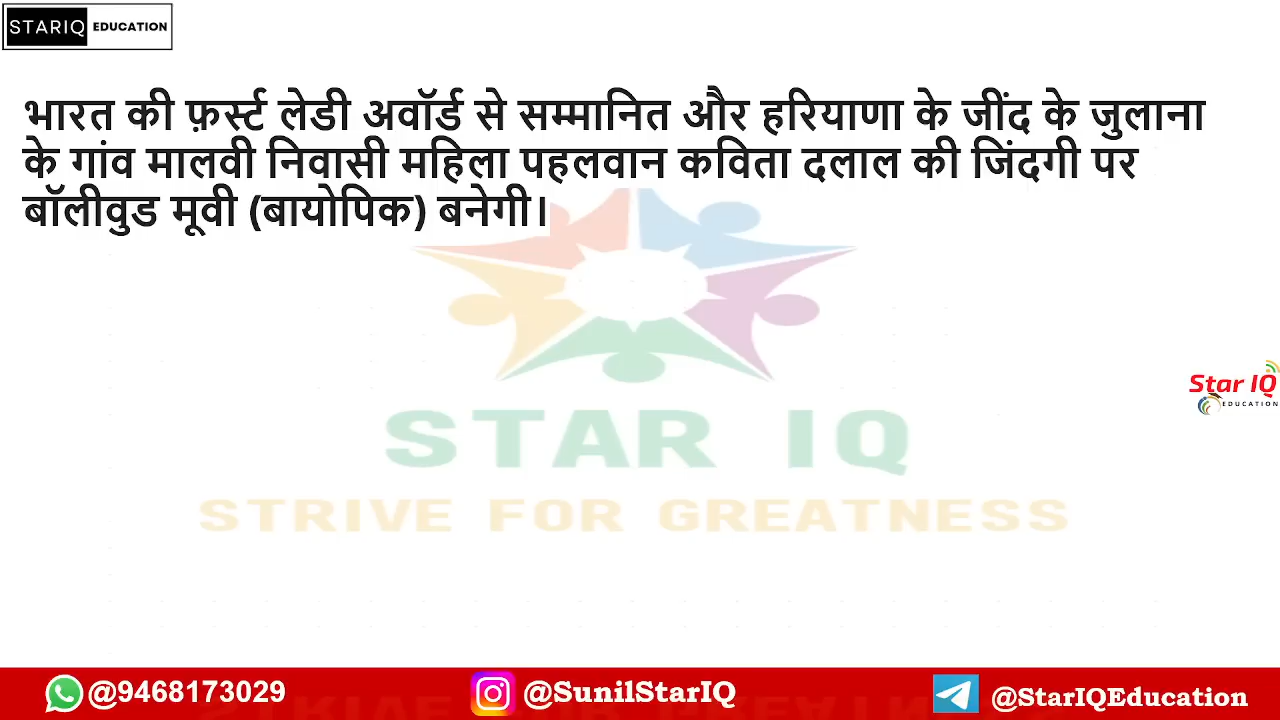 STARIQ EDUCATION
भारत की फ़र्स्ट लेडी अवॉर्ड से सम्मानित और हरियाणा के जींद के जुलाना
के गांव मालवी निवासी महिला पहलवान कविता दलाल की जिंदगी पर
बॉलीवुड मूवी (बायोपिक) बनेगी।
Star IQ
EDUCATION
STAR IQ
STRIVE FOR GREATNESS
@9468173029 @SunilStarIQ @StarIQEducation